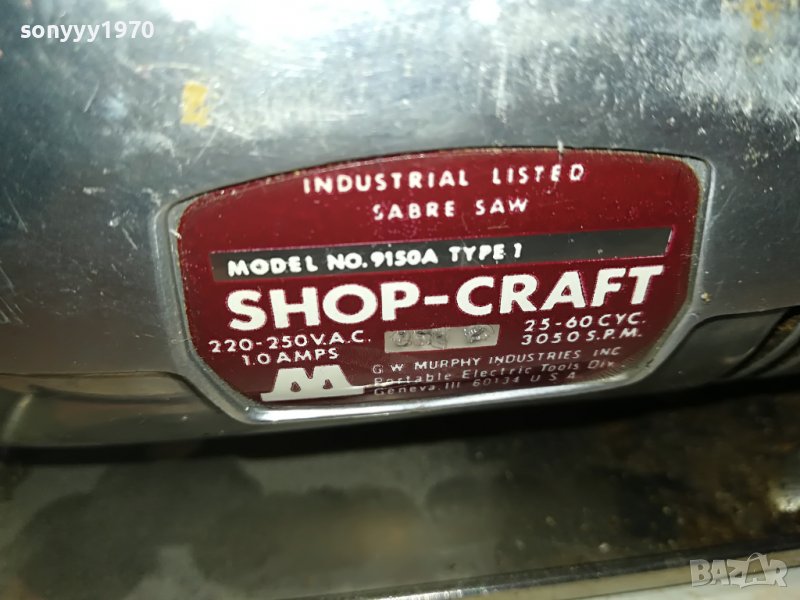 sonyyy1970
INDUSTRIAL LISTED
SABRE SAW
MODEL NO. 9150A TYPE 1
SHOP-CRAFT
220-250 V.A.C.
1.0 AMPS
25-60 CYC.
3050 S.P.M.
G W MURPHY INDUSTRIES INC
Portable Electric Tools Div.
Geneva, Ill 60134 U S A
BAZAR